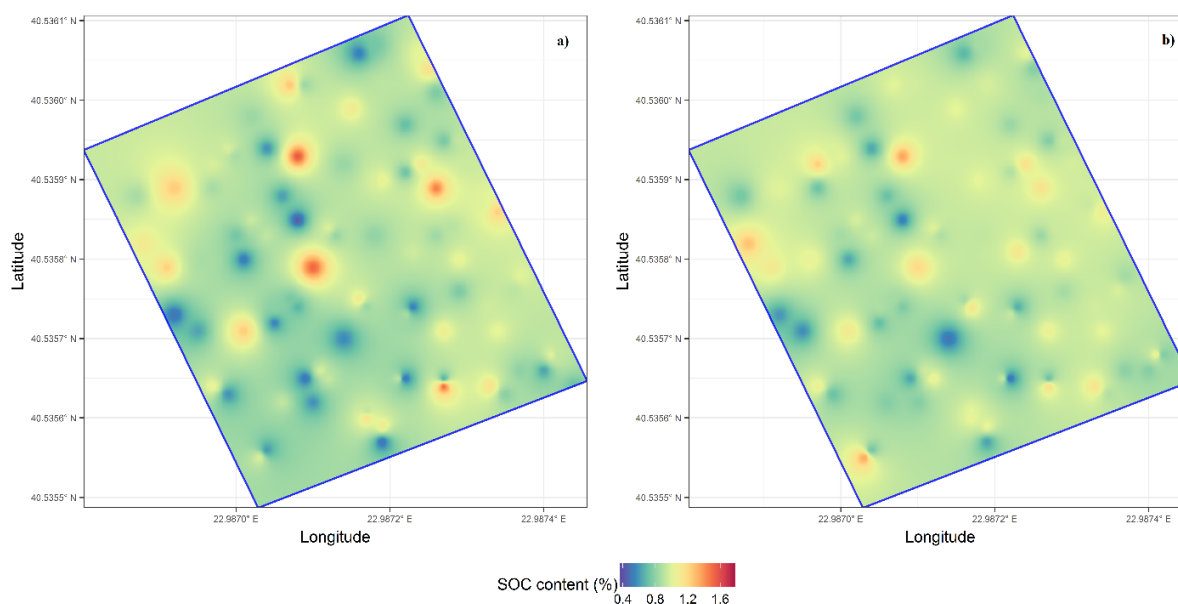 a)
40.5361° N
40.5360° N
40.5359° N
40.5358° N
40.5357° N
40.5356° N
40.5355° N
Latitude
22.9870° E
22.9872° E
22.9874° E
Longitude
b)
40.5361° N
40.5360° N
40.5359° N
40.5358° N
40.5357° N
40.5356° N
40.5355° N
Latitude
22.9870° E
22.9872° E
22.9874° E
Longitude
SOC content (%)
0.4 0.8 1.2 1.6